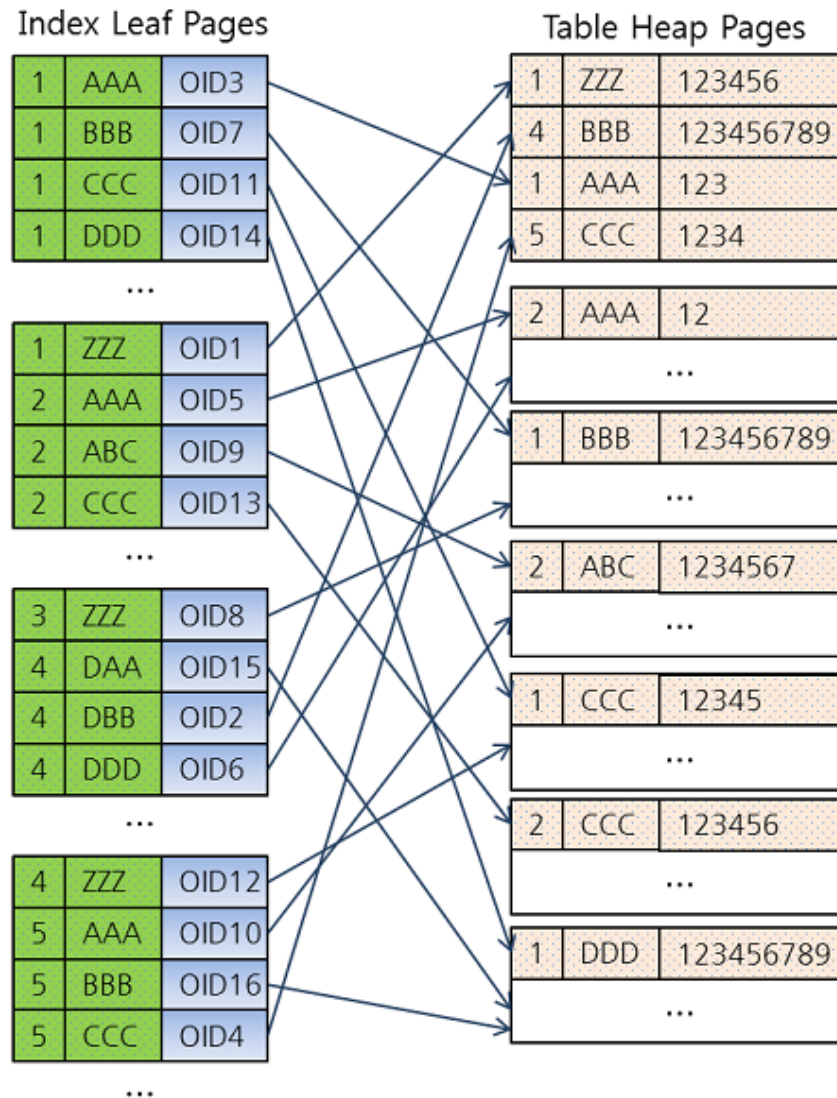 Index Leaf Pages
1 AAA OID3
1 BBB OID7
1 CCC OID11
1 DDD OID14
...
1 ZZZ OID1
2 AAA OID5
2 ABC OID9
2 CCC OID13
...
3 ZZZ OID8
4 DAA OID15
4 DBB OID2
4 DDD OID6
...
4 ZZZ OID12
5 AAA OID10
5 BBB OID16
5 CCC OID4
...
Table Heap Pages
1 ZZZ 123456
4 BBB 123456789
1 AAA 123
5 CCC 1234
2 AAA 12
...
1 BBB 123456789
...
2 ABC 1234567
...
1 CCC 12345
...
2 CCC 123456
...
1 DDD 123456789
...